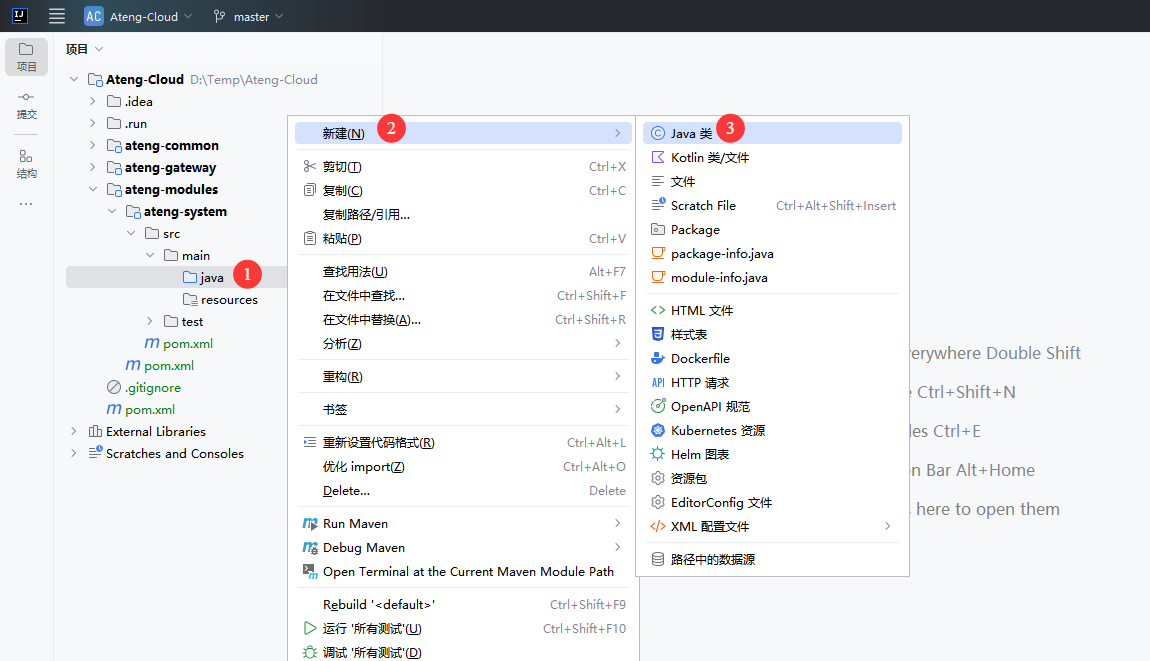 AC Ateng-Cloud master
项目
提交
结构
项目
Ateng-Cloud D:\Temp\Ateng-Cloud
.idea
.run
ateng-common
ateng-gateway
ateng-modules
ateng-system
src
main
java 1
resources
test
m pom.xml
m pom.xml
.gitignore
m pom.xml
External Libraries
Scratches and Consoles
新建(N) 2
剪切(T) Ctrl+X
复制(C) Ctrl+C
复制路径/引用...
粘贴(P) Ctrl+V
查找用法(U) Alt+F7
在文件中查找... Ctrl+Shift+F
在文件中替换(A)... Ctrl+Shift+R
分析(Z)
重构(R)
书签
重新设置代码格式(R) Ctrl+Alt+L
优化 import(Z) Ctrl+Alt+O
Delete... Delete
Run Maven
Debug Maven
Open Terminal at the Current Maven Module Path
Rebuild '<default>' Ctrl+Shift+F9
运行 '所有测试'(U) Ctrl+Shift+F10
调试 '所有测试'(D)
Java 类 3
Kotlin 类/文件
文件
Scratch File Ctrl+Alt+Shift+Insert
Package
package-info.java
module-info.java
HTML 文件
样式表
Dockerfile
API HTTP 请求
OpenAPI 规范
Kubernetes 资源
Helm 图表
资源包
EditorConfig 文件
XML 配置文件
路径中的数据源
verywhere Double Shift
Ctrl+Shift+N
les Ctrl+E
n Bar Alt+Home
here to open them